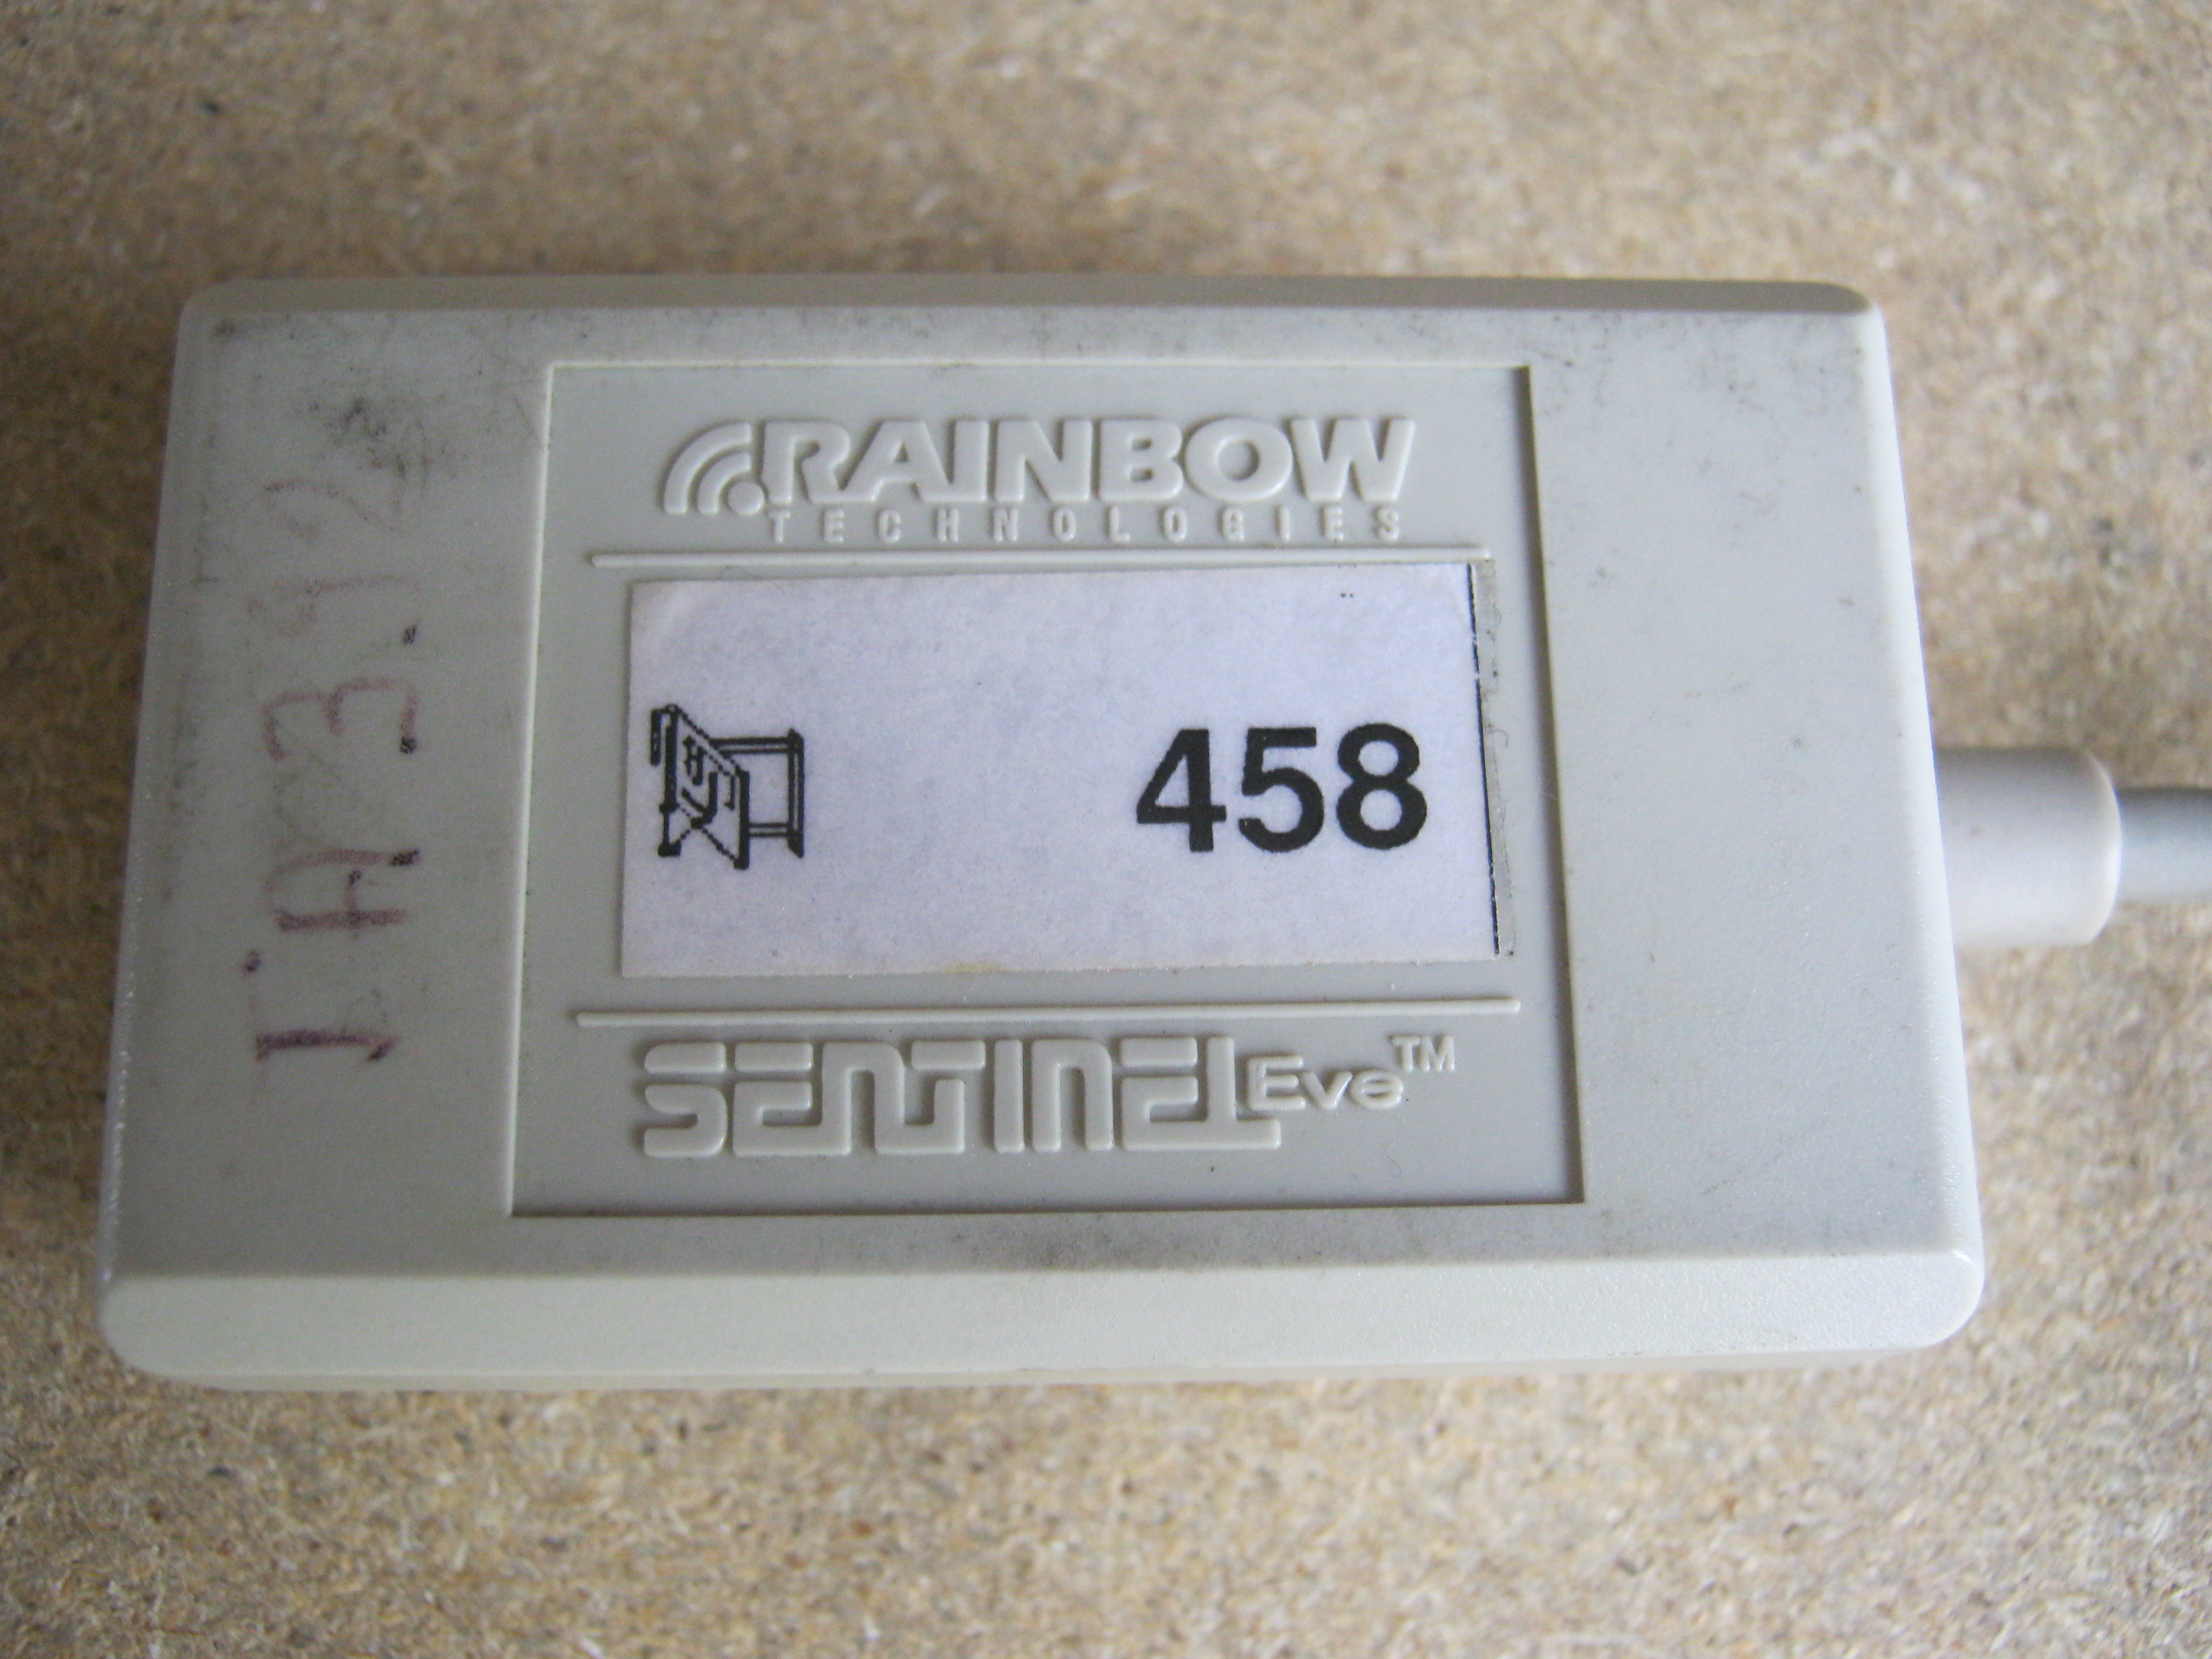 RAINBOW
TECHNOLOGIES
458
SENTINEL Eve™